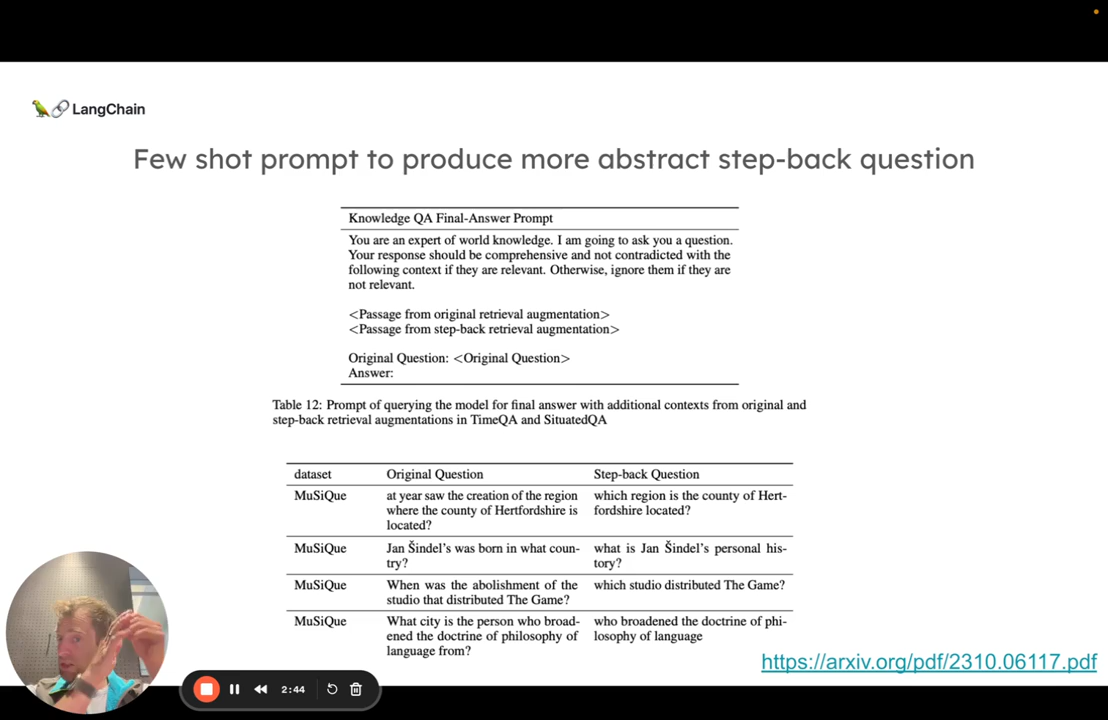 LangChain
Few shot prompt to produce more abstract step-back question
Knowledge QA Final-Answer Prompt
You are an expert of world knowledge. I am going to ask you a question.
Your response should be comprehensive and not contradicted with the
following context if they are relevant. Otherwise, ignore them if they are
not relevant.
<Passage from original retrieval augmentation>
<Passage from step-back retrieval augmentation>
Original Question: <Original Question>
Answer:
Table 12: Prompt of querying the model for final answer with additional contexts from original and
step-back retrieval augmentations in TimeQA and SituatedQA
dataset Original Question Step-back Question
MuSiQue at year saw the creation of the region which region is the county of Hert-
where the county of Hertfordshire is fordshire located?
located?
MuSiQue Jan Šindel's was born in what coun- what is Jan Šindel's personal his-
try? tory?
MuSiQue When was the abolishment of the which studio distributed The Game?
studio that distributed The Game?
MuSiQue What city is the person who broad- who broadened the doctrine of phi-
ened the doctrine of philosophy of losophy of language
language from?
https://arxiv.org/pdf/2310.06117.pdf
2:44